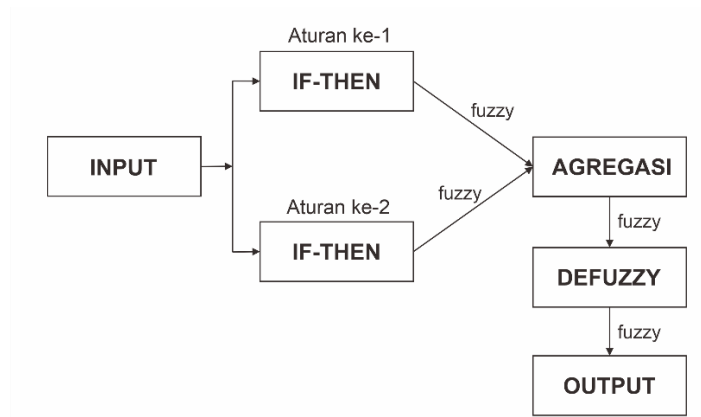 Aturan ke-1
IF-THEN
fuzzy
INPUT
AGREGASI
fuzzy
Aturan ke-2
IF-THEN
fuzzy
DEFUZZY
fuzzy
OUTPUT